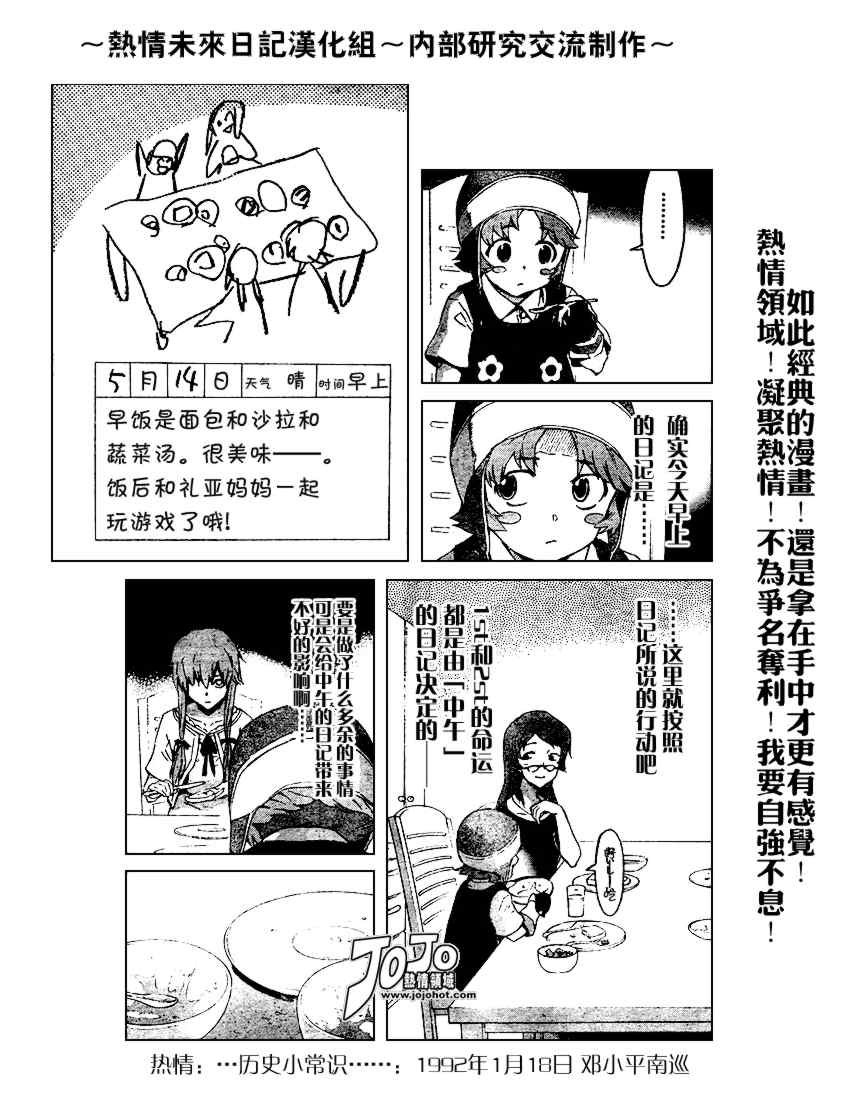 ～熱情未來日記漢化組～内部研究交流制作～
…………
5月14日 天气 晴 时间 早上
早饭是面包和沙拉和
蔬菜汤。很美味——。
饭后和礼亚妈妈一起
玩游戏了哦!
确实今天早上
的日记是……
……这里就按照
日记所说的行动吧
1st和2st的命运
都是由「中午」
的日记决定的——
要是做了什么多余的事情
可是会给中午的日记带来
不好的影响啊……
如此經典的漫畫！還是拿在手中才更有感覺！
熱情領域！凝聚熱情！不為爭名奪利！我要自強不息！
JOJO
熱情領域
www.jojohot.com
热情：…历史小常识……：1992年1月18日 邓小平南巡